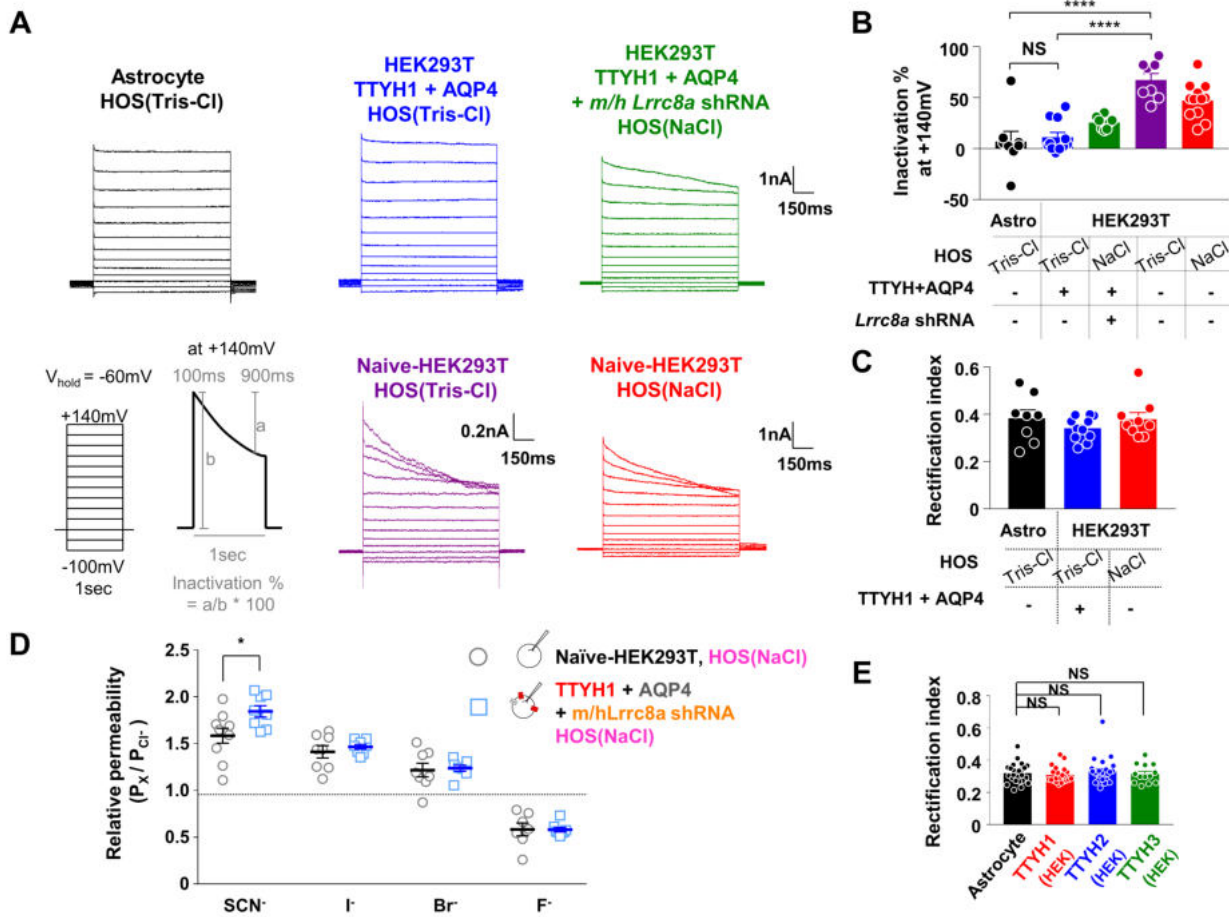 A
Astrocyte
HOS(Tris-Cl)
HEK293T
TTYH1 + AQP4
HOS(Tris-Cl)
HEK293T
TTYH1 + AQP4
+ m/h Lrrc8a shRNA
HOS(NaCl)
1nA
150ms
Vhold = -60mV
+140mV
-100mV
1sec
at +140mV
100ms
900ms
a
b
1sec
Inactivation %
= a/b * 100
Naive-HEK293T
HOS(Tris-Cl)
0.2nA
150ms
Naive-HEK293T
HOS(NaCl)
1nA
150ms
B
****
****
NS
Inactivation %
at +140mV
100
50
0
-50
Astro
HEK293T
HOS
Tris-Cl
Tris-Cl
NaCl
Tris-Cl
NaCl
TTYH+AQP4
-
+
+
-
-
Lrrc8a shRNA
-
-
+
-
-
C
Rectification index
0.6
0.4
0.2
0
Astro
HEK293T
HOS
Tris-Cl
Tris-Cl
NaCl
TTYH1 + AQP4
-
+
-
D
Relative permeability
(PX / PCl-)
2.5
2.0
1.5
1.0
0.5
0
*
SCN-
I-
Br-
F-
Naïve-HEK293T, HOS(NaCl)
TTYH1 + AQP4
+ m/hLrrc8a shRNA
HOS(NaCl)
E
Rectification index
0.8
0.6
0.4
0.2
0
NS
NS
NS
Astrocyte
TTYH1
(HEK)
TTYH2
(HEK)
TTYH3
(HEK)